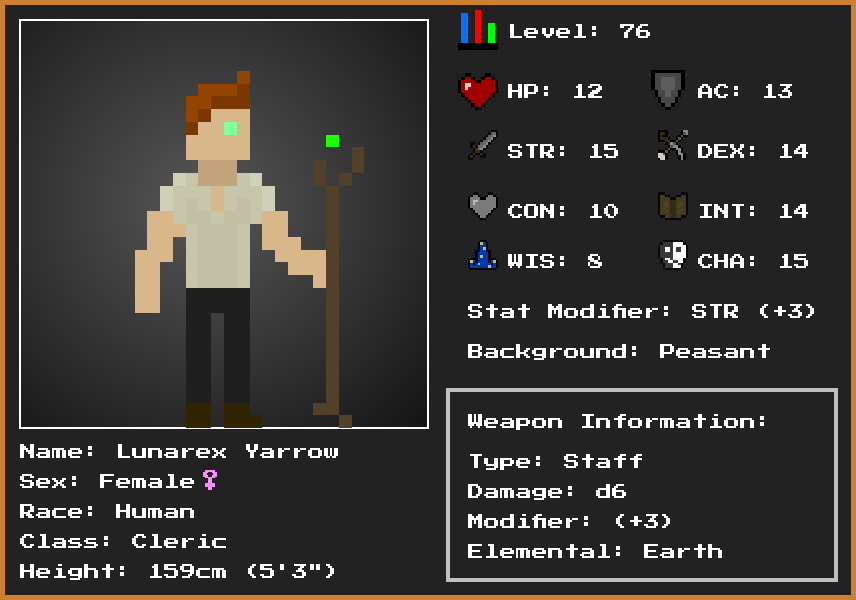 Level: 76
HP: 12 AC: 13
STR: 15 DEX: 14
CON: 10 INT: 14
WIS: 8 CHA: 15
Stat Modifier: STR (+3)
Background: Peasant
Weapon Information:
Type: Staff
Damage: d6
Modifier: (+3)
Elemental: Earth
Name: Lunarex Yarrow
Sex: Female♀
Race: Human
Class: Cleric
Height: 159cm (5'3")